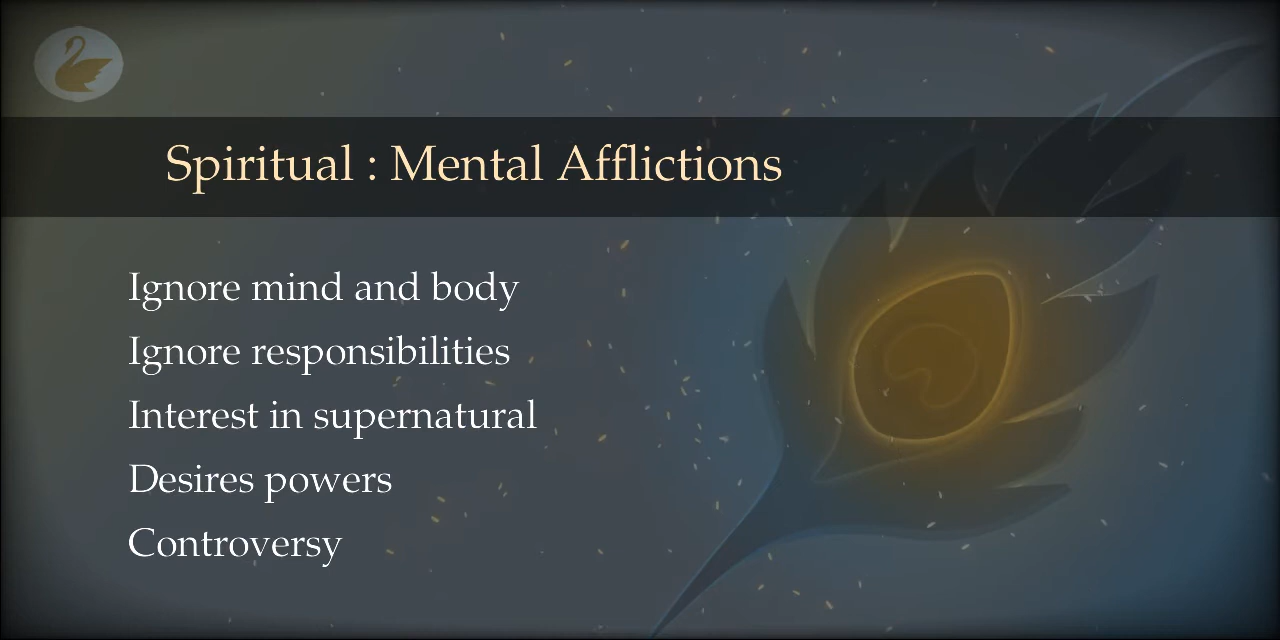 Spiritual : Mental Afflictions
Ignore mind and body
Ignore responsibilities
Interest in supernatural
Desires powers
Controversy